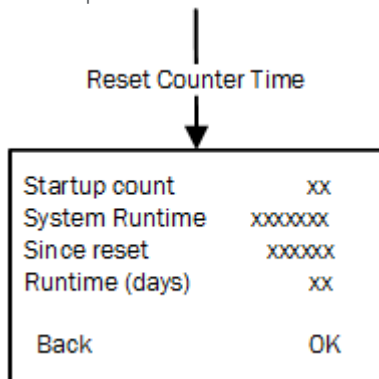 Reset Counter Time
Startup count xx
System Runtime xxxxxxx
Since reset xxxxxx
Runtime (days) xx
Back OK